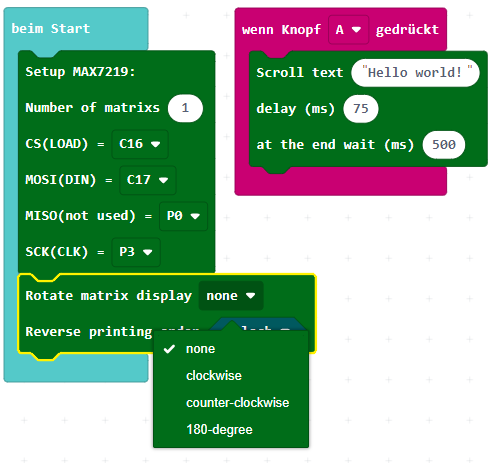 beim Start
Setup MAX7219:
Number of matrixs 1
CS(LOAD) = C16
MOSI(DIN) = C17
MISO(not used) = P0
SCK(CLK) = P3
Rotate matrix display none
Reverse printing order
none
clockwise
counter-clockwise
180-degree
wenn Knopf A gedrückt
Scroll text "Hello world!"
delay (ms) 75
at the end wait (ms) 500